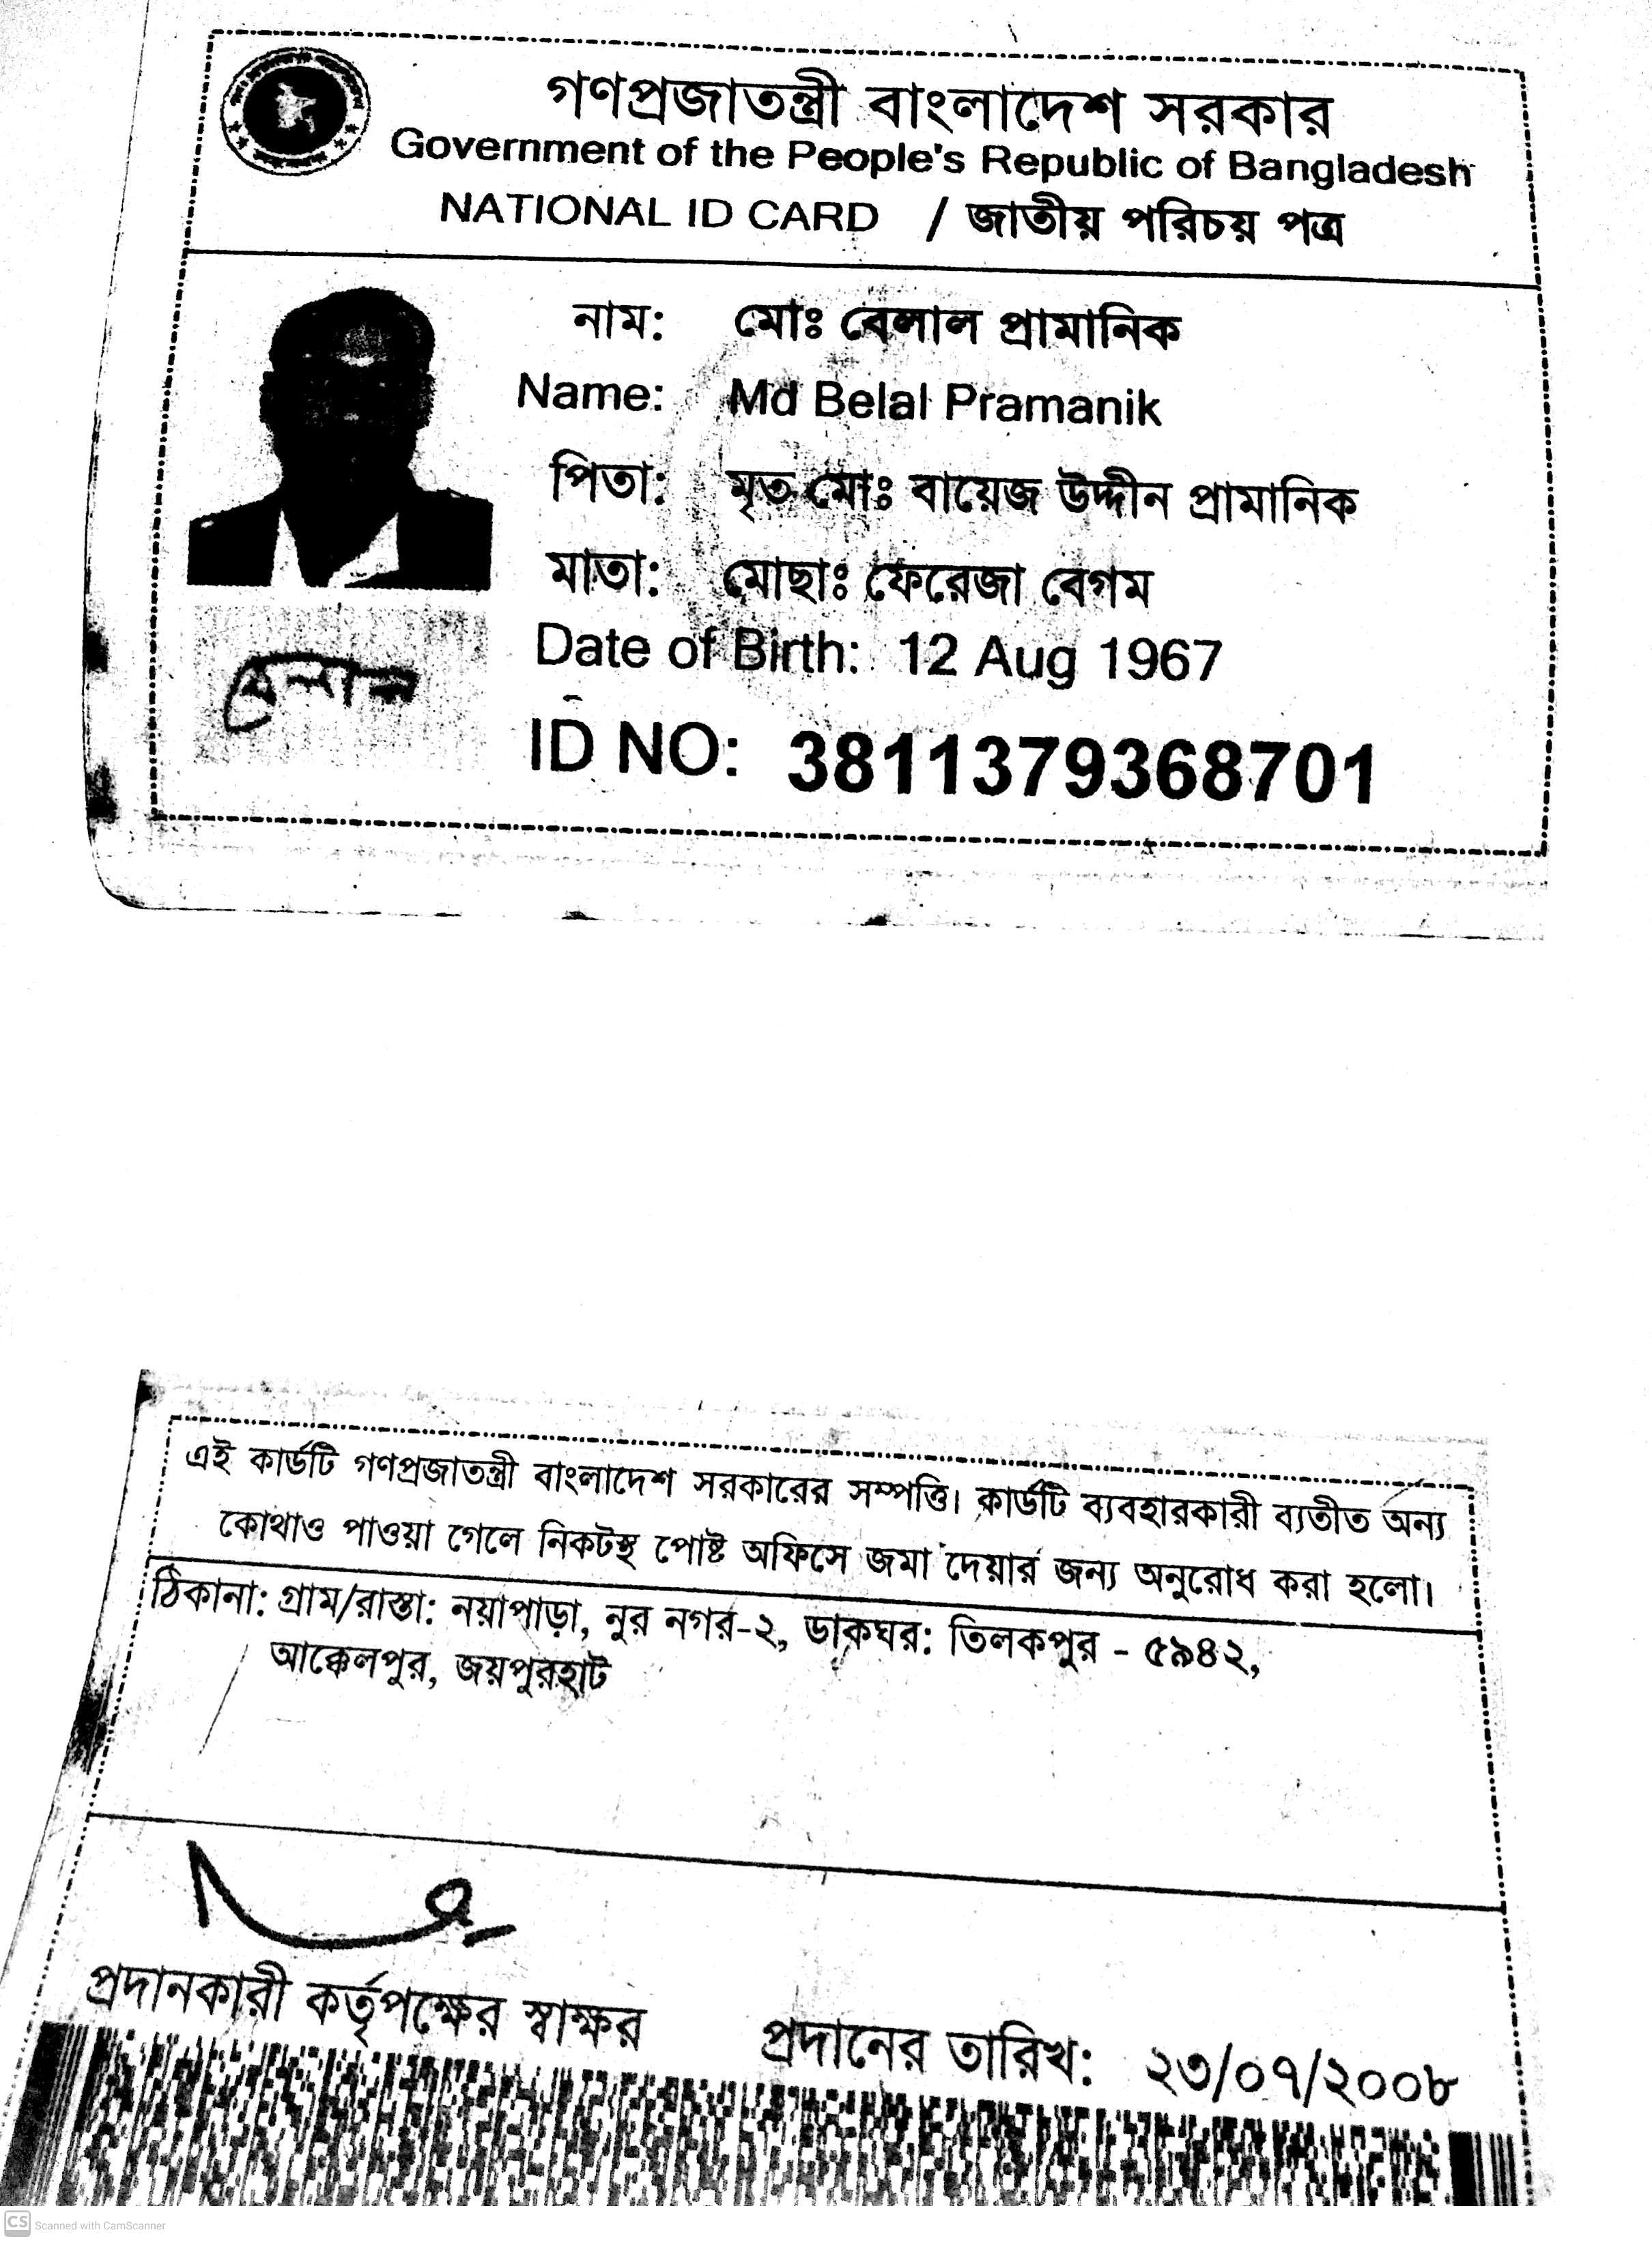 গণপ্রজাতন্ত্রী বাংলাদেশ সরকার
Government of the People's Republic of Bangladesh
NATIONAL ID CARD / জাতীয় পরিচয় পত্র
নাম: মোঃ বেলাল প্রামানিক
Name: Md Belal Pramanik
পিতা: মৃত মোঃ বায়েজ উদ্দীন প্রামানিক
মাতা: মোছাঃ ফেরেজা বেগম
Date of Birth: 12 Aug 1967
বেলাল
ID NO: 3811379368701
এই কার্ডটি গণপ্রজাতন্ত্রী বাংলাদেশ সরকারের সম্পত্তি। কার্ডটি ব্যবহারকারী ব্যতীত অন্য
কোথাও পাওয়া গেলে নিকটস্থ পোষ্ট অফিসে জমা দেয়ার জন্য অনুরোধ করা হলো।
ঠিকানা: গ্রাম/রাস্তা: নয়াপাড়া, নুর নগর-২, ডাকঘর: তিলকপুর - ৫৯৪২,
আক্কেলপুর, জয়পুরহাট
প্রদানকারী কর্তৃপক্ষের স্বাক্ষর প্রদানের তারিখ: ২৩/০৭/২০০৮
CS Scanned with CamScanner